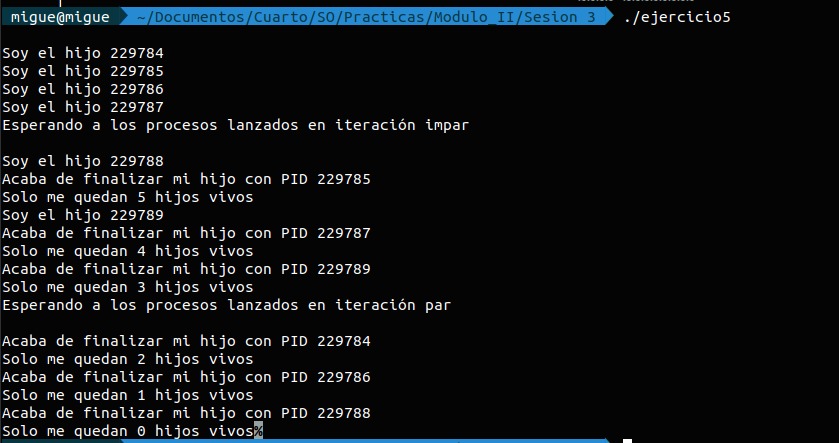 migue@migue ~/Documentos/Cuarto/SO/Practicas/Modulo_II/Sesion 3 ./ejercicio5
Soy el hijo 229784
Soy el hijo 229785
Soy el hijo 229786
Soy el hijo 229787
Esperando a los procesos lanzados en iteración impar
Soy el hijo 229788
Acaba de finalizar mi hijo con PID 229785
Solo me quedan 5 hijos vivos
Soy el hijo 229789
Acaba de finalizar mi hijo con PID 229787
Solo me quedan 4 hijos vivos
Acaba de finalizar mi hijo con PID 229789
Solo me quedan 3 hijos vivos
Esperando a los procesos lanzados en iteración par
Acaba de finalizar mi hijo con PID 229784
Solo me quedan 2 hijos vivos
Acaba de finalizar mi hijo con PID 229786
Solo me quedan 1 hijos vivos
Acaba de finalizar mi hijo con PID 229788
Solo me quedan 0 hijos vivos%